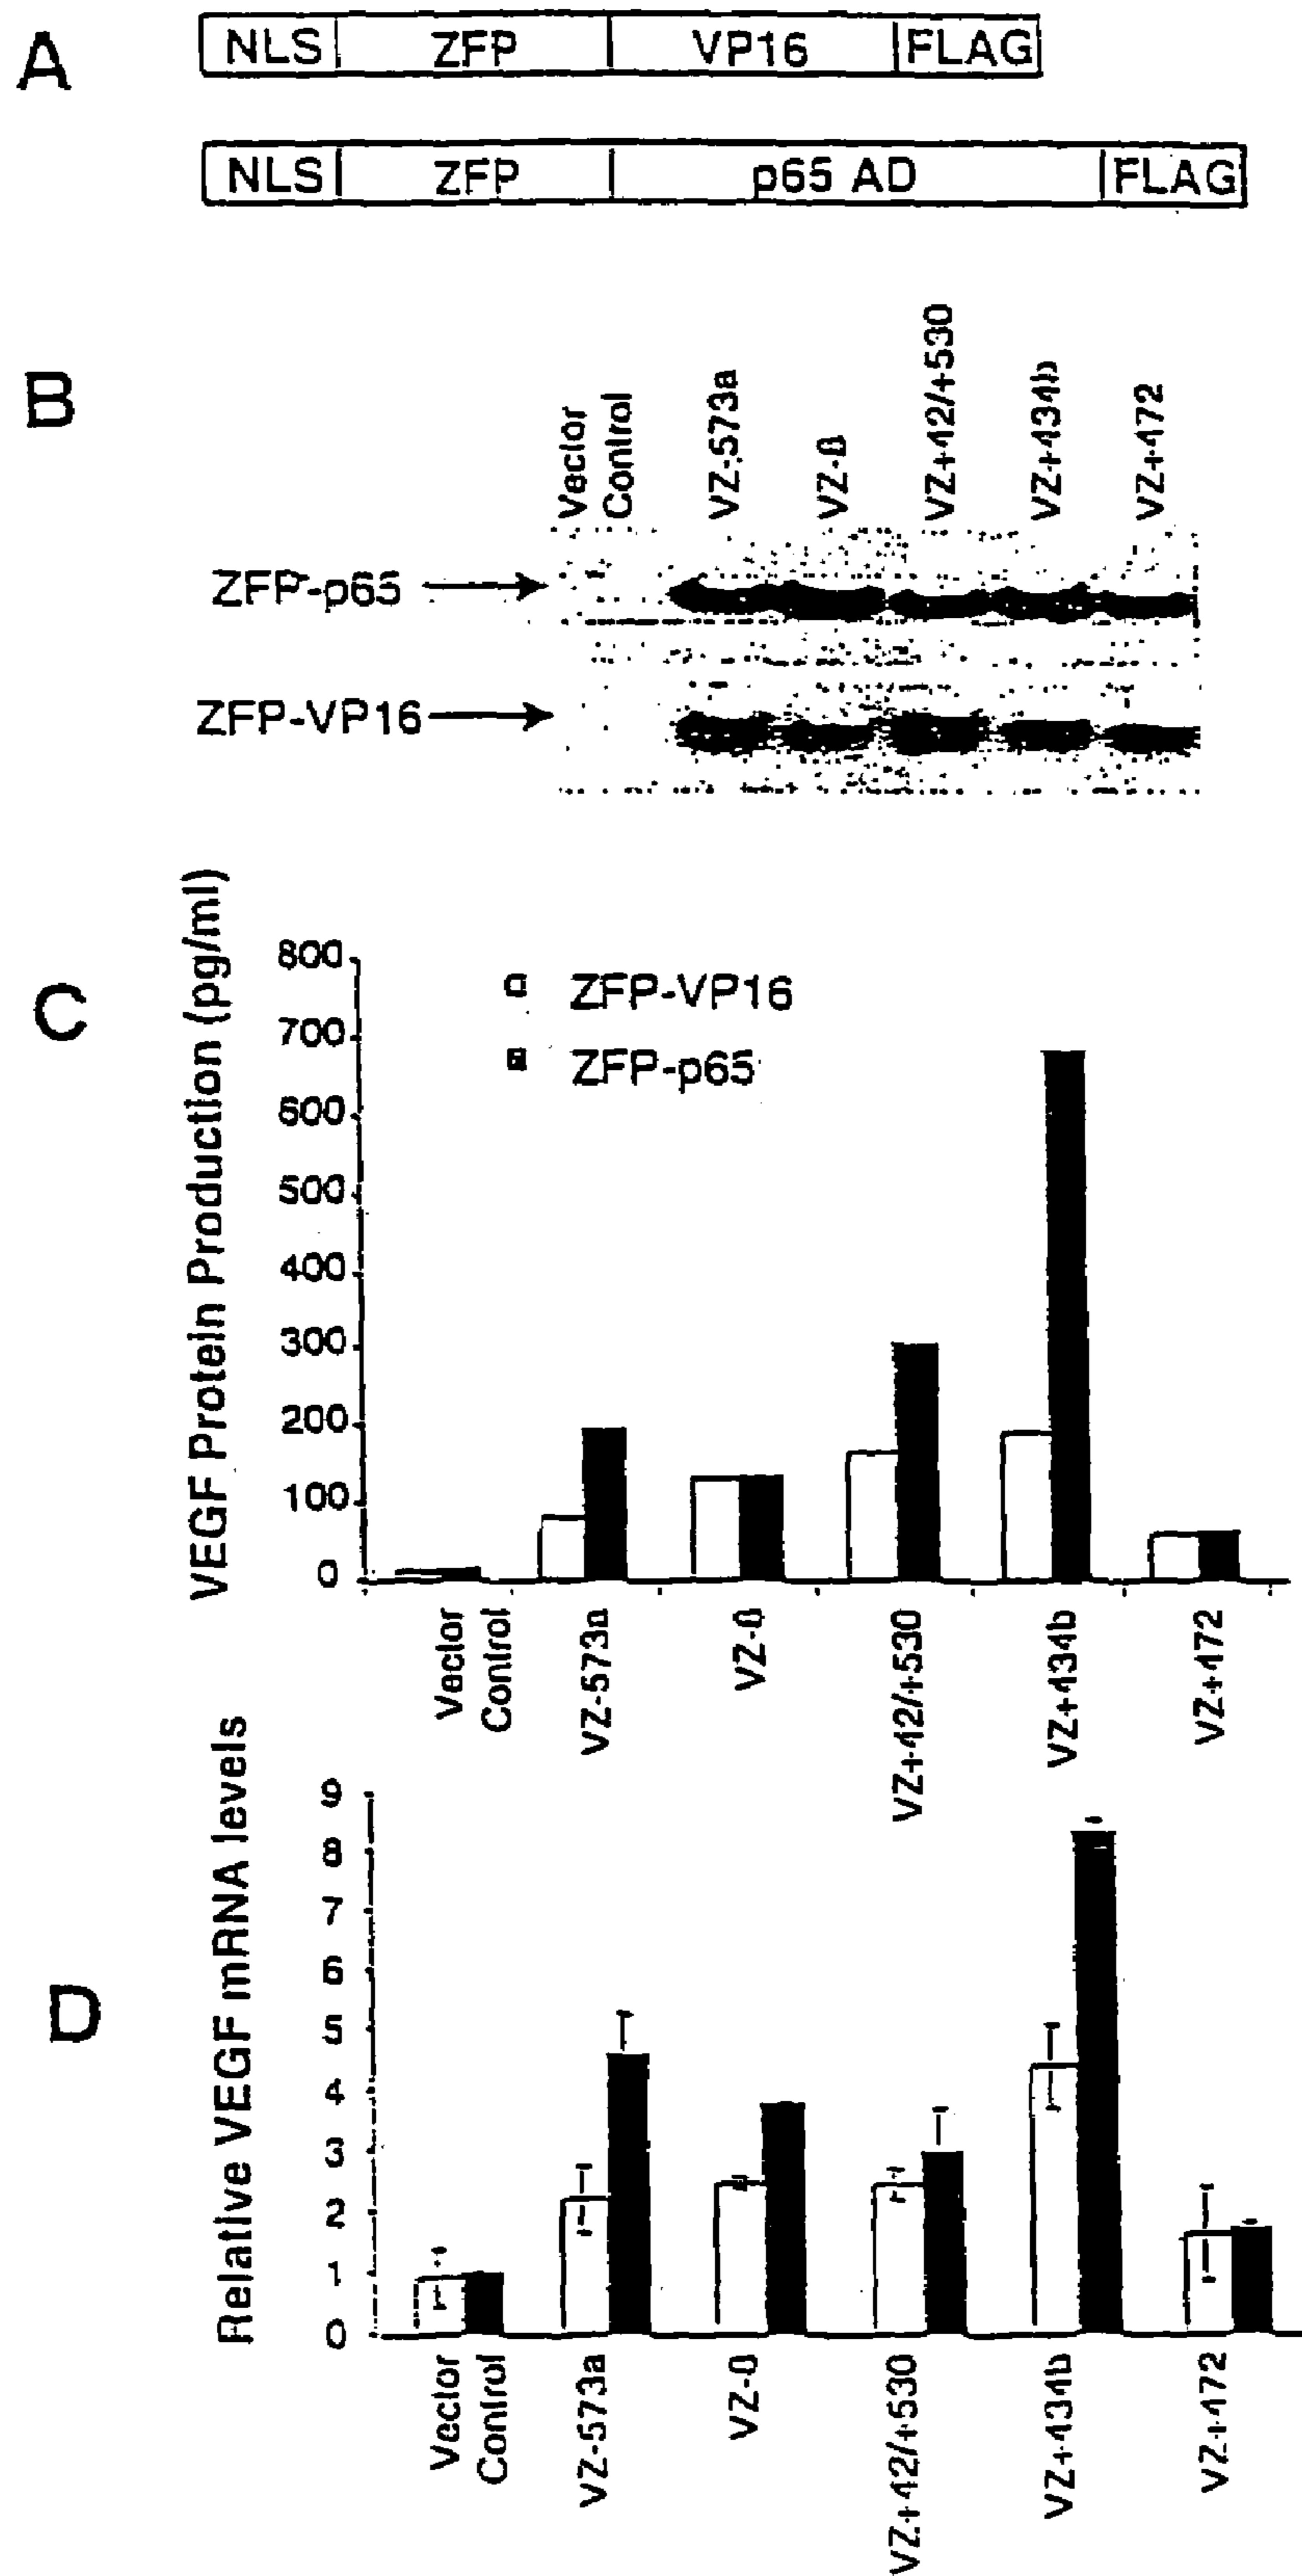 A
NLS ZFP VP16 FLAG
NLS ZFP p65 AD FLAG
B
Vector
Control
VZ-573a
VZ-8
VZ+42/+530
VZ+434b
VZ+472
ZFP-p65
ZFP-VP16
C
VEGF Protein Production (pg/ml)
800
700
600
500
400
300
200
100
0
ZFP-VP16
ZFP-p65
Vector
Control
VZ-573a
VZ-8
VZ+42/+530
VZ+434b
VZ+472
D
Relative VEGF mRNA levels
9
8
7
6
5
4
3
2
1
0
Vector
Control
VZ-573a
VZ-8
VZ+42/+530
VZ+434b
VZ+472